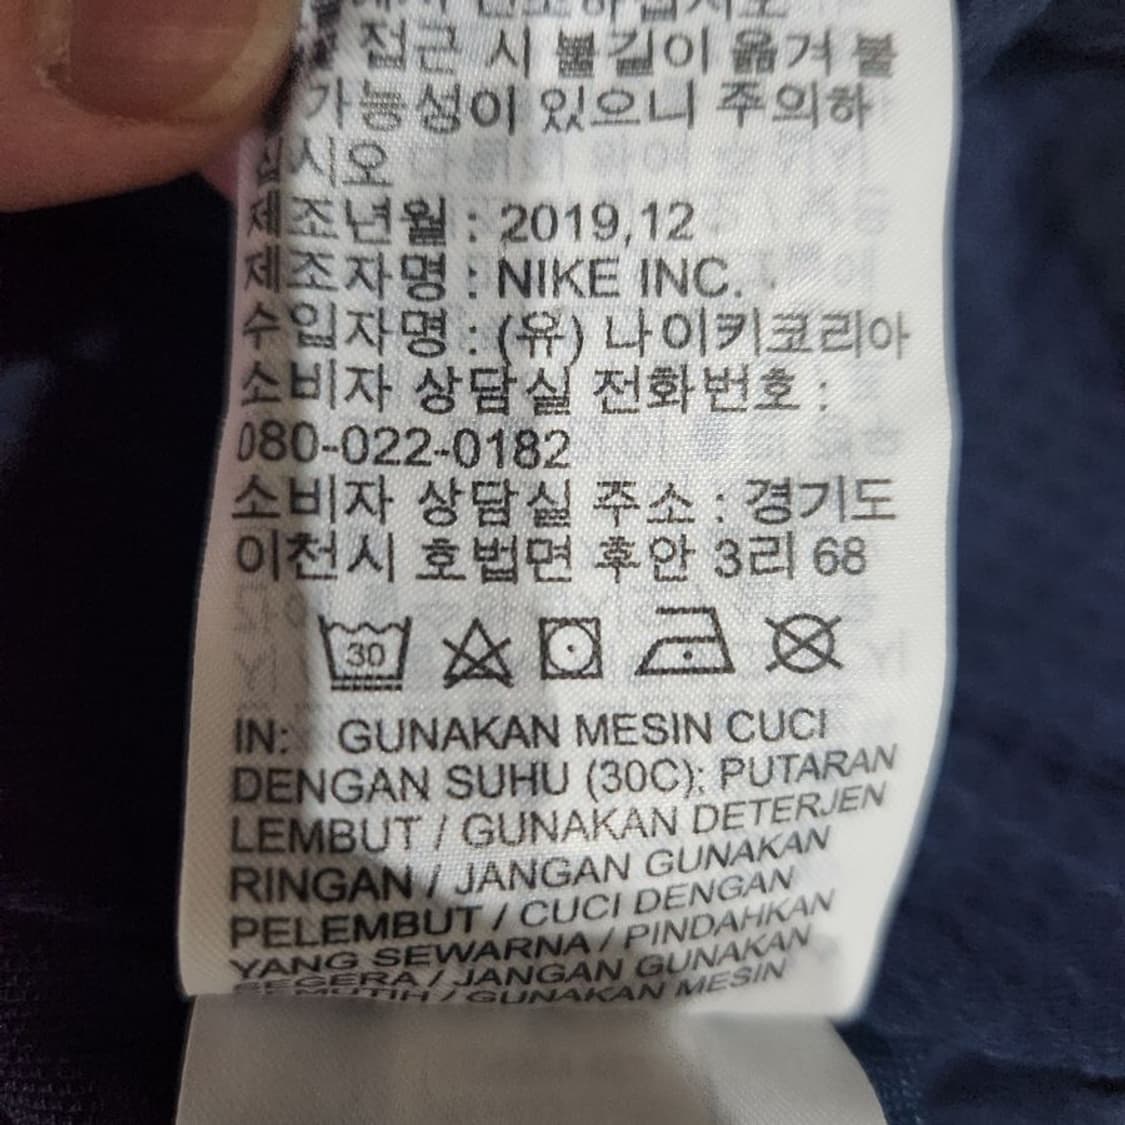 접근 시 불길이 옮겨 붙
가능성이 있으니 주의하
십시오
제조년월 : 2019,12
제조자명 : NIKE INC.
수입자명 : (유) 나이키코리아
소비자 상담실 전화번호 :
080-022-0182
소비자 상담실 주소 : 경기도
이천시 호법면 후안 3리 68
30
IN: GUNAKAN MESIN CUCI
DENGAN SUHU (30C); PUTARAN
LEMBUT / GUNAKAN DETERJEN
RINGAN / JANGAN GUNAKAN
PELEMBUT / CUCI DENGAN
YANG SEWARNA / PINDAHKAN
SEGERA / JANGAN GUNAKAN
PEMUTIH / GUNAKAN MESIN